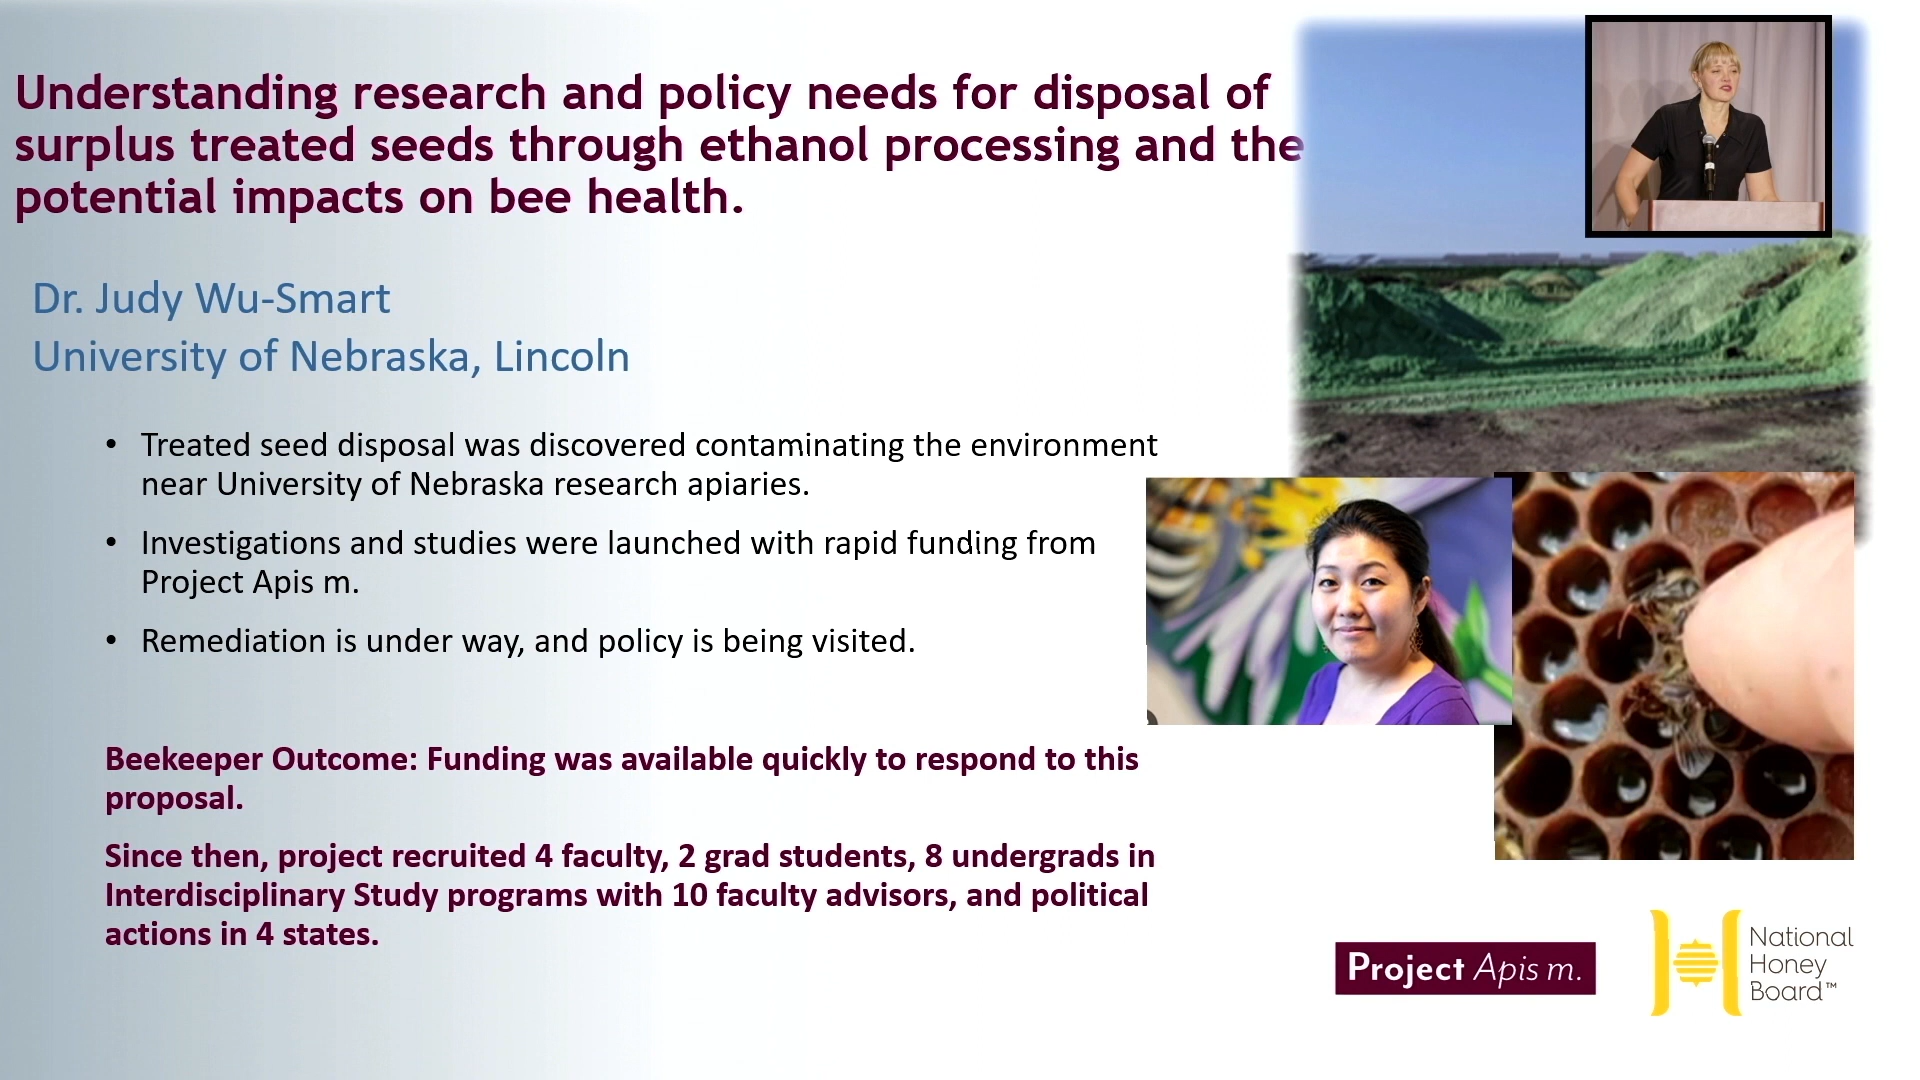 Understanding research and policy needs for disposal of
surplus treated seeds through ethanol processing and the
potential impacts on bee health.
Dr. Judy Wu-Smart
University of Nebraska, Lincoln
• Treated seed disposal was discovered contaminating the environment
near University of Nebraska research apiaries.
• Investigations and studies were launched with rapid funding from
Project Apis m.
• Remediation is under way, and policy is being visited.
Beekeeper Outcome: Funding was available quickly to respond to this
proposal.
Since then, project recruited 4 faculty, 2 grad students, 8 undergrads in
Interdisciplinary Study programs with 10 faculty advisors, and political
actions in 4 states.
Project Apis m.
National
Honey
Board™